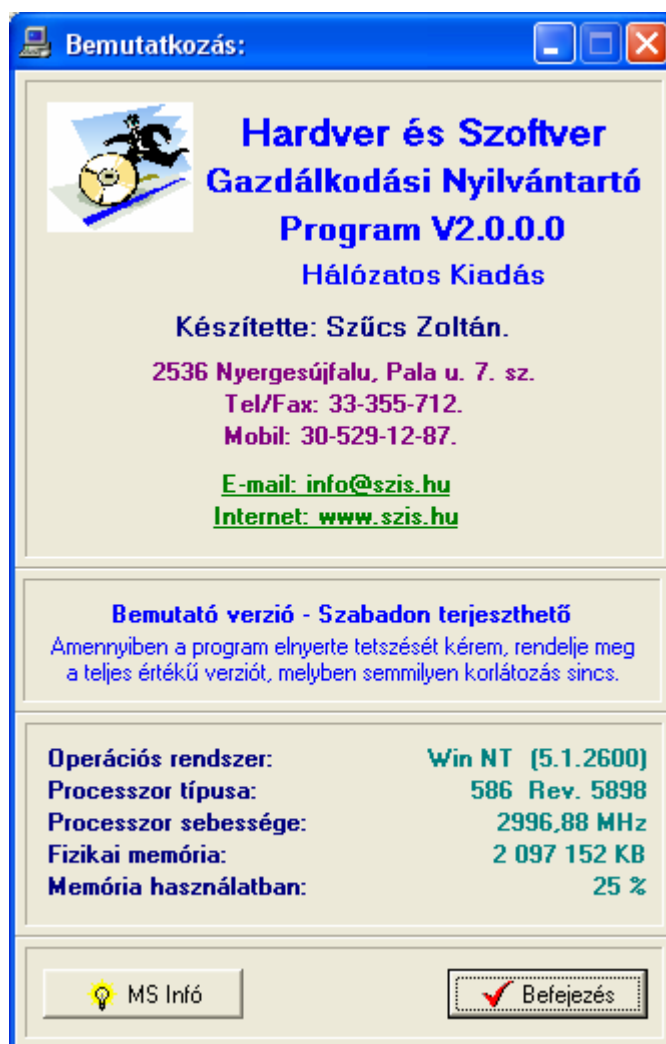 Bemutatkozás:
Hardver és Szoftver
Gazdálkodási Nyilvántartó
Program V2.0.0.0
Hálózatos Kiadás
Készítette: Szűcs Zoltán.
2536 Nyergesújfalu, Pala u. 7. sz.
Tel/Fax: 33-355-712.
Mobil: 30-529-12-87.
E-mail: info@szis.hu
Internet: www.szis.hu
Bemutató verzió - Szabadon terjeszthető
Amennyiben a program elnyerte tetszését kérem, rendelje meg
a teljes értékű verziót, melyben semmilyen korlátozás sincs.
Operációs rendszer: Win NT (5.1.2600)
Processzor típusa: 586 Rev. 5898
Processzor sebessége: 2996,88 MHz
Fizikai memória: 2 097 152 KB
Memória használatban: 25 %
MS Infó Befejezés